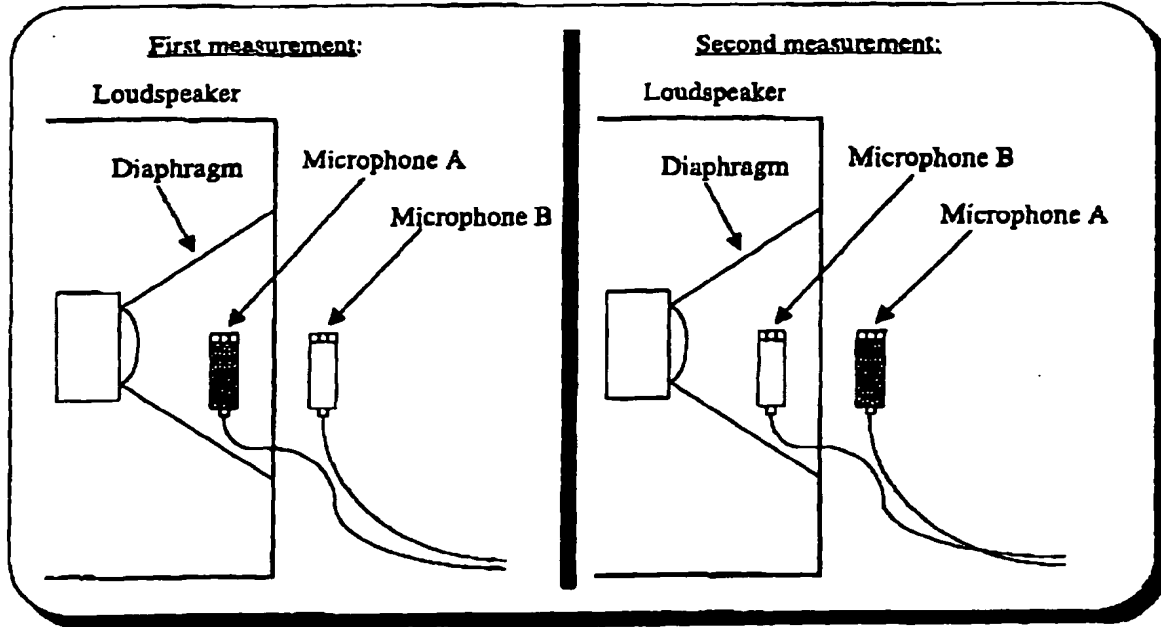 First measurement:
Loudspeaker
Diaphragm
Microphone A
Microphone B
Second measurement:
Loudspeaker
Diaphragm
Microphone B
Microphone A